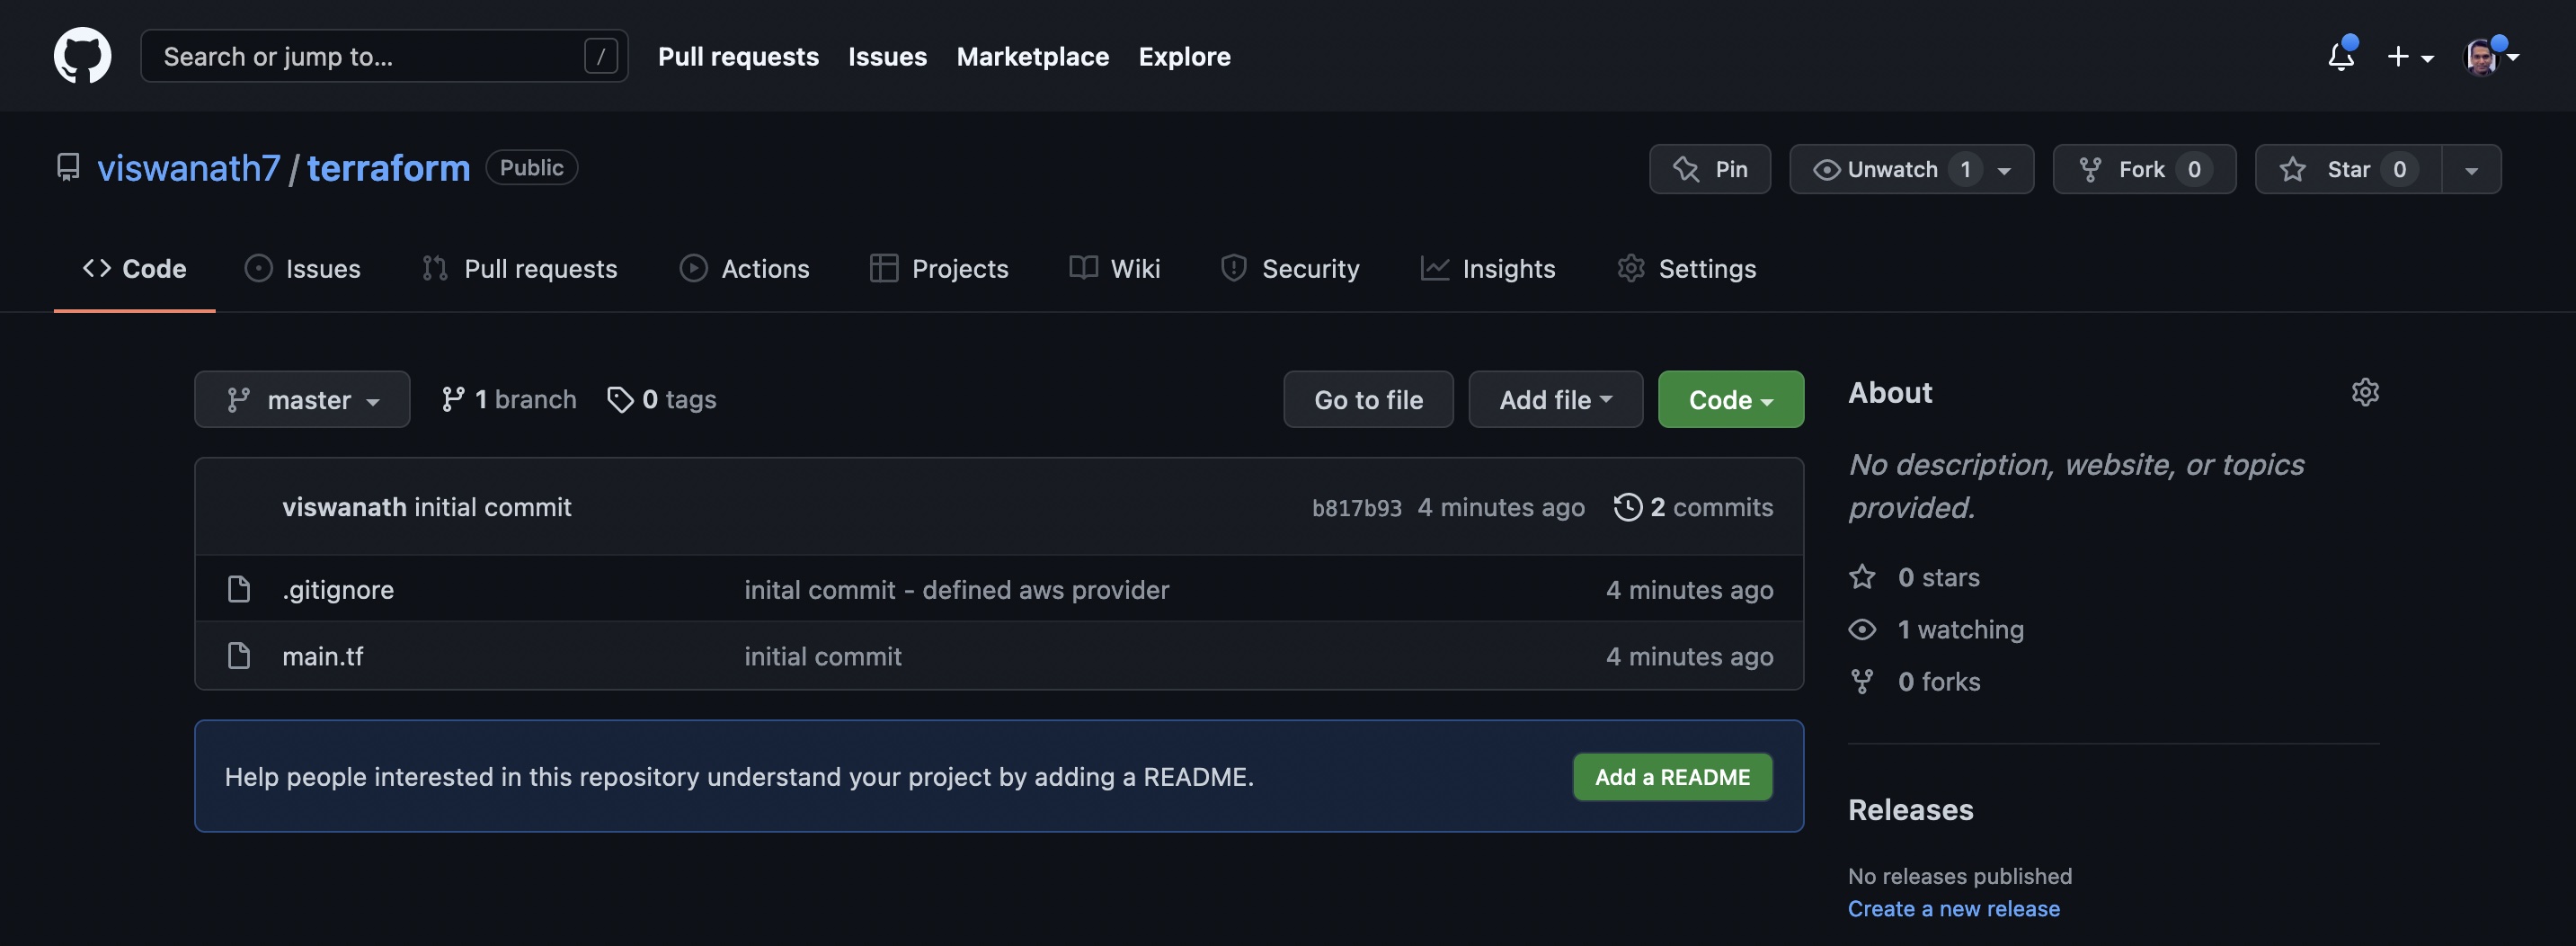 Search or jump to... /
Pull requests
Issues
Marketplace
Explore
viswanath7 / terraform Public
Pin
Unwatch 1
Fork 0
Star 0
Code
Issues
Pull requests
Actions
Projects
Wiki
Security
Insights
Settings
master
1 branch
0 tags
Go to file
Add file
Code
viswanath initial commit b817b93 4 minutes ago 2 commits
.gitignore inital commit - defined aws provider 4 minutes ago
main.tf initial commit 4 minutes ago
Help people interested in this repository understand your project by adding a README.
Add a README
About
No description, website, or topics
provided.
0 stars
1 watching
0 forks
Releases
No releases published
Create a new release